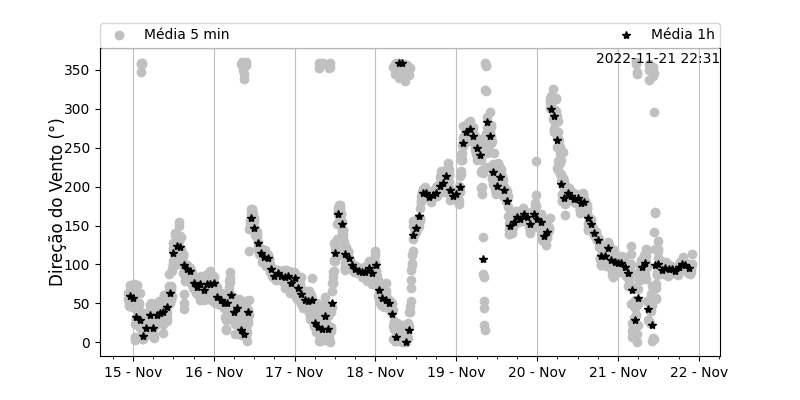 Média 5 min
Média 1h
2022-11-21 22:31
Direção do Vento (°)
350
300
250
200
150
100
50
0
15 - Nov
16 - Nov
17 - Nov
18 - Nov
19 - Nov
20 - Nov
21 - Nov
22 - Nov